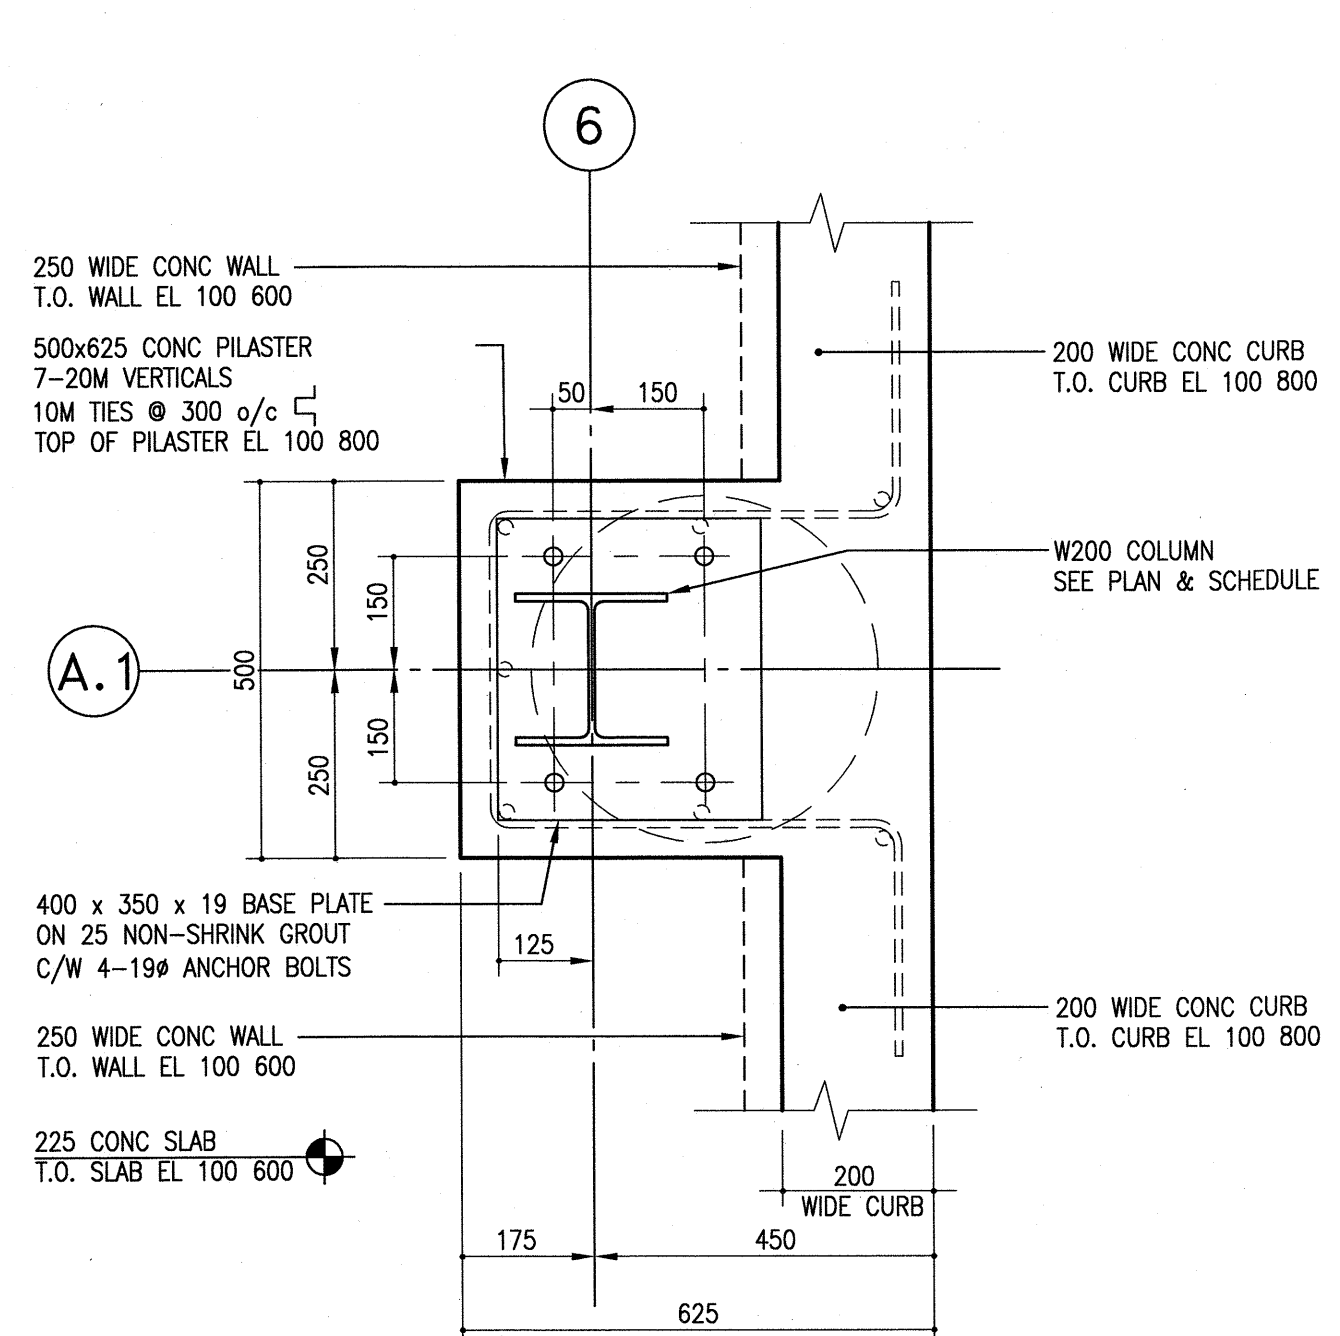 6
250 WIDE CONC WALL
T.O. WALL EL 100 600
500x625 CONC PILASTER
7-20M VERTICALS
10M TIES @ 300 o/c
TOP OF PILASTER EL 100 800
50
150
200 WIDE CONC CURB
T.O. CURB EL 100 800
W200 COLUMN
SEE PLAN & SCHEDULE
250
150
A.1
500
250
150
400 x 350 x 19 BASE PLATE
ON 25 NON-SHRINK GROUT
C/W 4-19ø ANCHOR BOLTS
125
250 WIDE CONC WALL
T.O. WALL EL 100 600
200 WIDE CONC CURB
T.O. CURB EL 100 800
225 CONC SLAB
T.O. SLAB EL 100 600
200
WIDE CURB
175
450
625